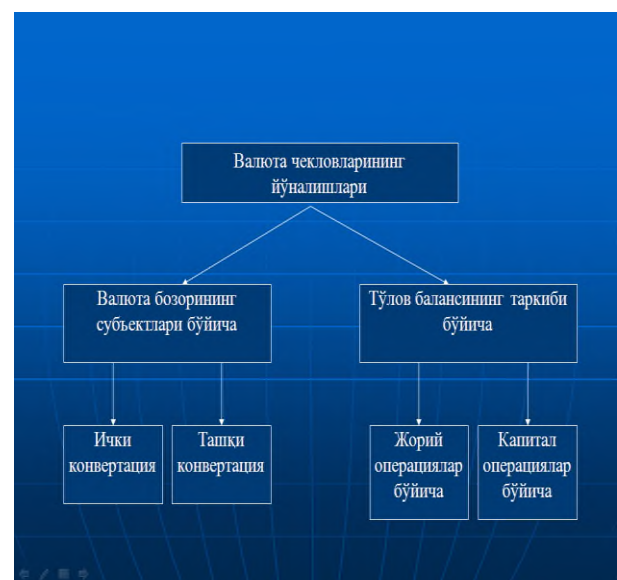 Валюта чекловларининг
йўналишлари
Валюта бозорининг
субъектлари бўйича
Тўлов балансининг таркиби
бўйича
Ички
конвертация
Ташқи
конвертация
Жорий
операциялар
бўйича
Капитал
операциялар
бўйича